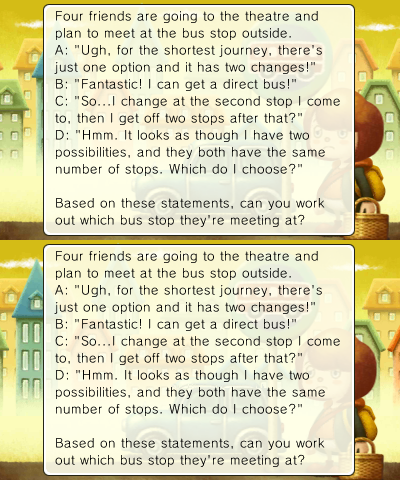 Four friends are going to the theatre and
plan to meet at the bus stop outside.
A: "Ugh, for the shortest journey, there's
just one option and it has two changes!"
B: "Fantastic! I can get a direct bus!"
C: "So...I change at the second stop I come
to, then I get off two stops after that?"
D: "Hmm. It looks as though I have two
possibilities, and they both have the same
number of stops. Which do I choose?"
Based on these statements, can you work
out which bus stop they're meeting at?
Four friends are going to the theatre and
plan to meet at the bus stop outside.
A: "Ugh, for the shortest journey, there's
just one option and it has two changes!"
B: "Fantastic! I can get a direct bus!"
C: "So...I change at the second stop I come
to, then I get off two stops after that?"
D: "Hmm. It looks as though I have two
possibilities, and they both have the same
number of stops. Which do I choose?"
Based on these statements, can you work
out which bus stop they're meeting at?